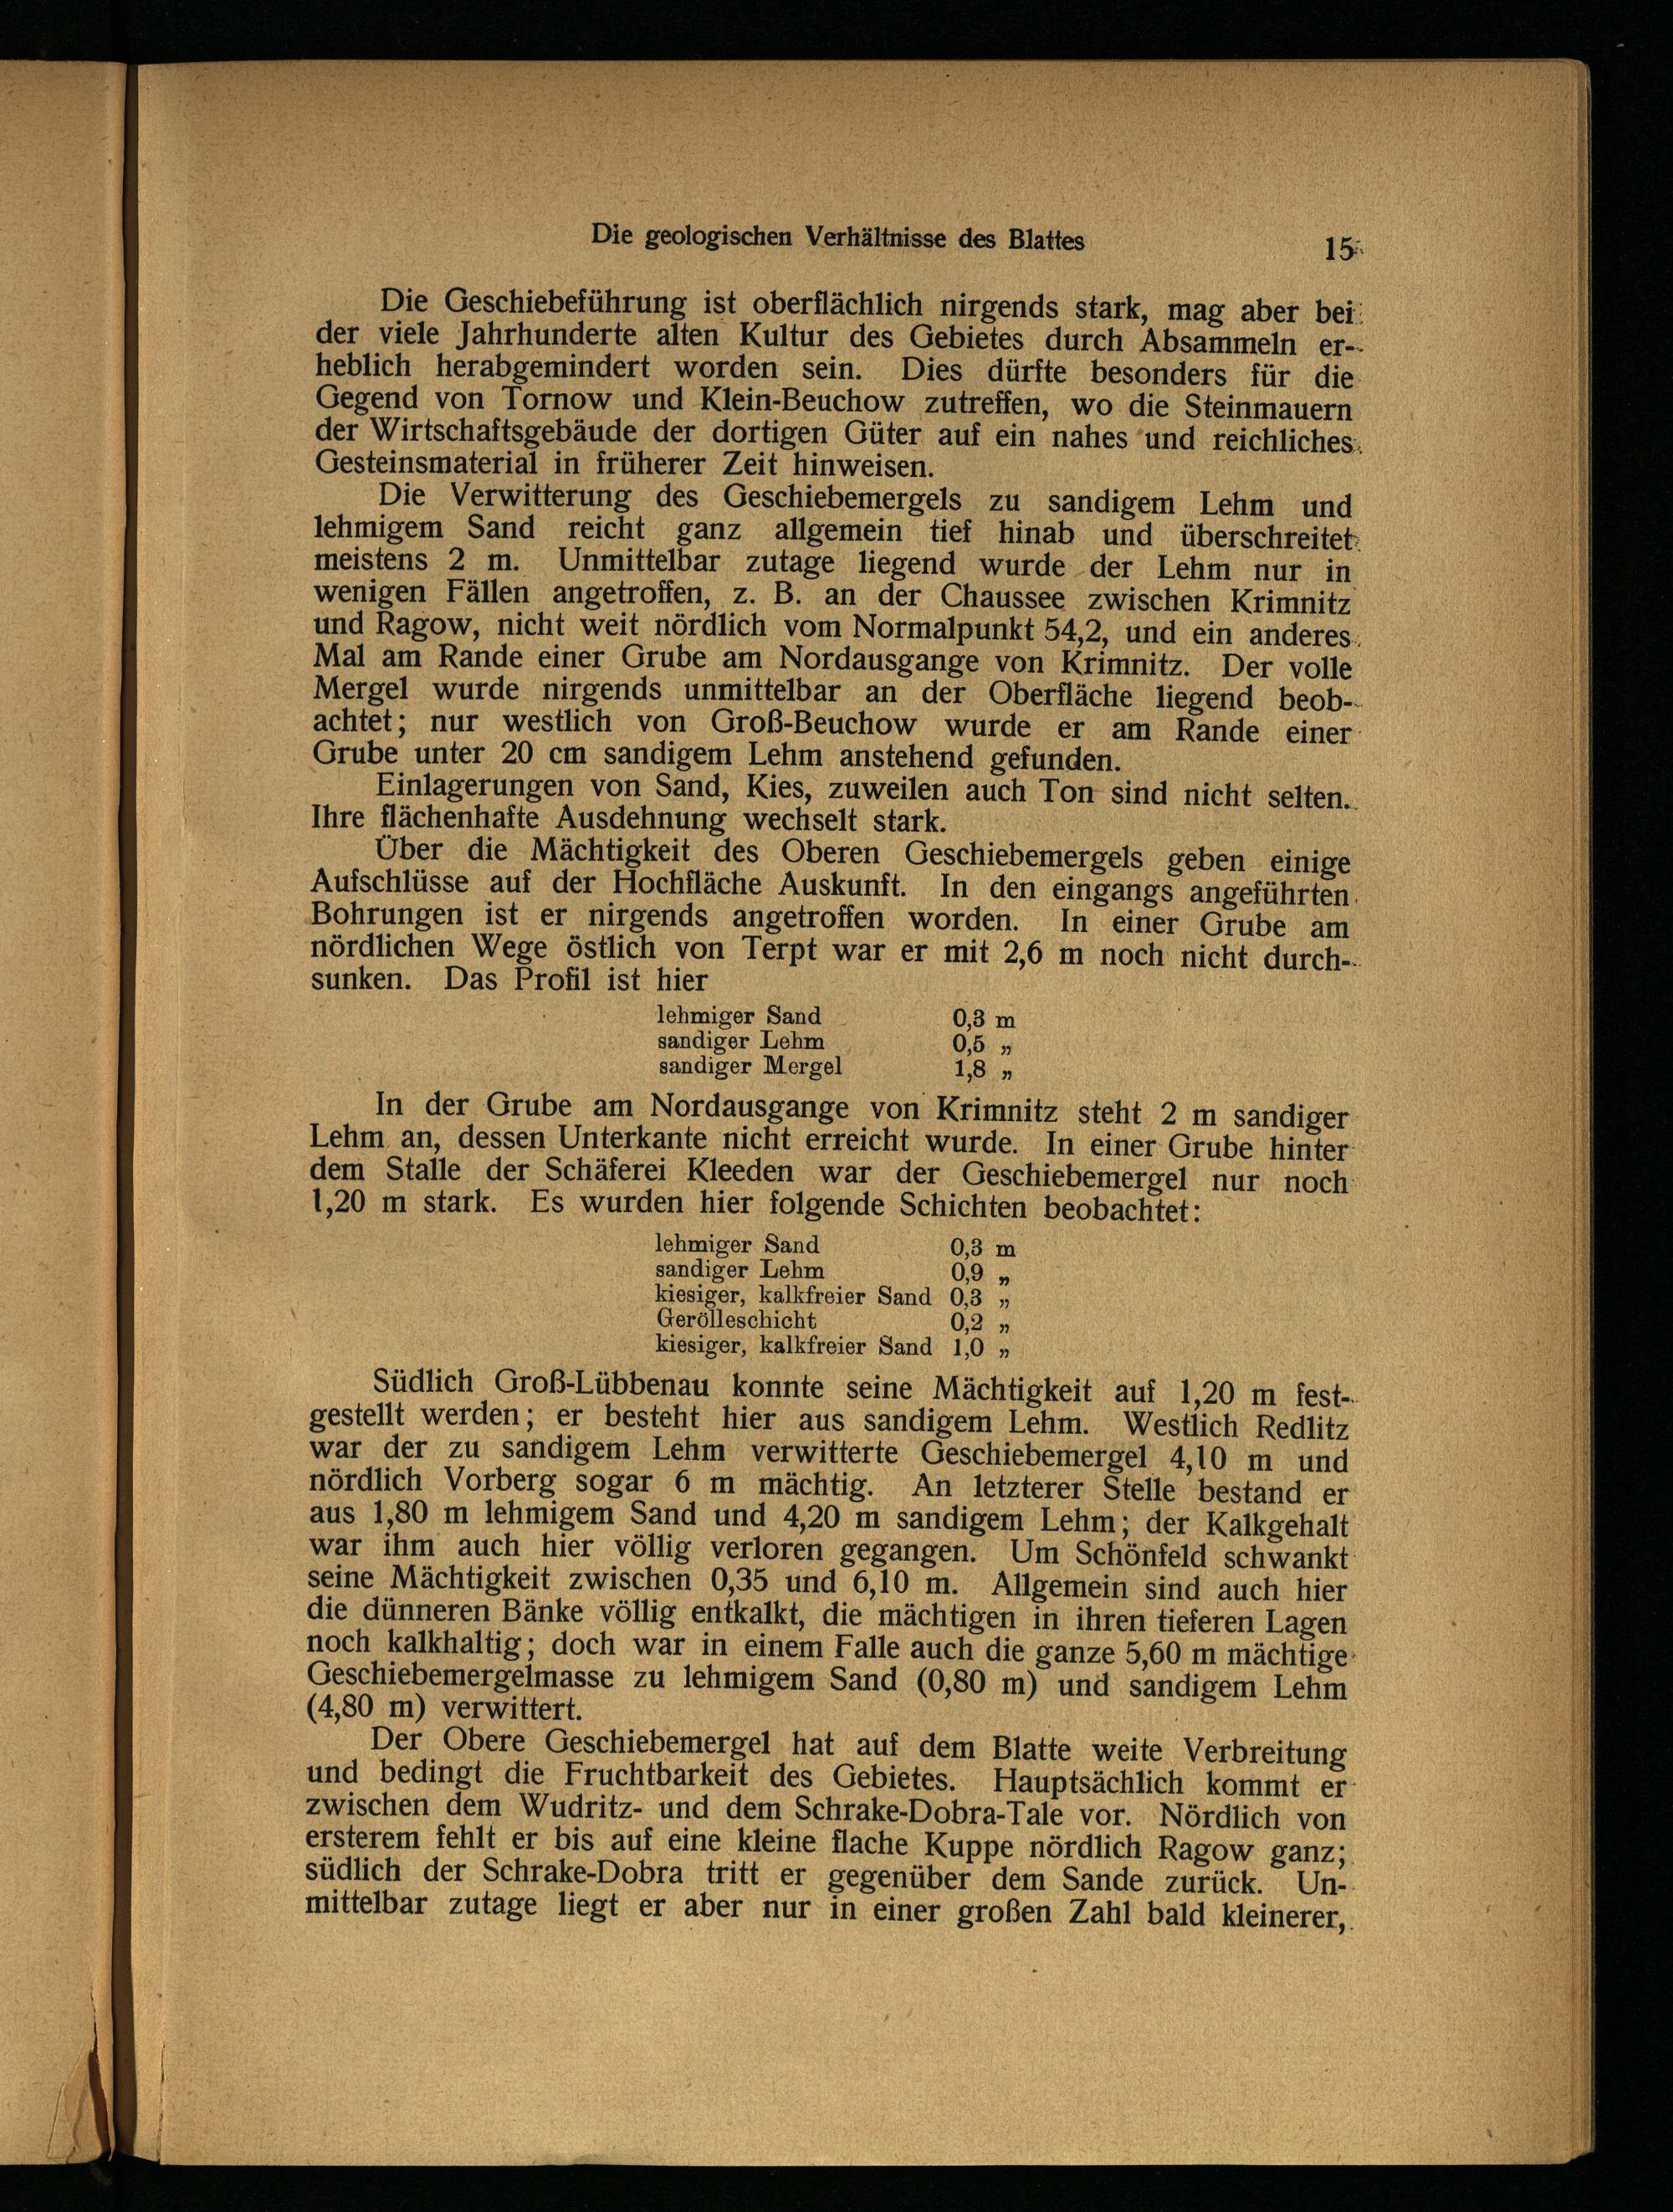 Die geologischen Verhältnisse des Blattes 15
Die Geschiebeführung ist oberflächlich nirgends stark, mag aber bei
der viele Jahrhunderte alten Kultur des Gebietes durch Absammeln er-
heblich herabgemindert worden sein. Dies dürfte besonders für die
Gegend von Tornow und Klein-Beuchow zutreffen, wo die Steinmauern
der Wirtschaftsgebäude der dortigen Güter auf ein nahes und reichliches
Gesteinsmaterial in früherer Zeit hinweisen.
Die Verwitterung des Geschiebemergels zu sandigem Lehm und
lehmigem Sand reicht ganz allgemein tief hinab und überschreitet
meistens 2 m. Unmittelbar zutage liegend wurde der Lehm nur in
wenigen Fällen angetroffen, z. B. an der Chaussee zwischen Krimnitz
und Ragow, nicht weit nördlich vom Normalpunkt 54,2, und ein anderes
Mal am Rande einer Grube am Nordausgange von Krimnitz. Der volle
Mergel wurde nirgends unmittelbar an der Oberfläche liegend beob-
achtet; nur westlich von Groß-Beuchow wurde er am Rande einer
Grube unter 20 cm sandigem Lehm anstehend gefunden.
Einlagerungen von Sand, Kies, zuweilen auch Ton sind nicht selten.
Ihre flächenhafte Ausdehnung wechselt stark.
Über die Mächtigkeit des Oberen Geschiebemergels geben einige
Aufschlüsse auf der Hochfläche Auskunft. In den eingangs angeführten
Bohrungen ist er nirgends angetroffen worden. In einer Grube am
nördlichen Wege östlich von Terpt war er mit 2,6 m noch nicht durch-
sunken. Das Profil ist hier
lehmiger Sand 0,3 m
sandiger Lehm 0,5 „
sandiger Mergel 1,8 „
In der Grube am Nordausgange von Krimnitz steht 2 m sandiger
Lehm an, dessen Unterkante nicht erreicht wurde. In einer Grube hinter
dem Stalle der Schäferei Kleeden war der Geschiebemergel nur noch
1,20 m stark. Es wurden hier folgende Schichten beobachtet:
lehmiger Sand 0,3 m
sandiger Lehm 0,9 „
kiesiger, kalkfreier Sand 0,3 „
Gerölleschicht 0,2 „
kiesiger, kalkfreier Sand 1,0 „
Südlich Groß-Lübbenau konnte seine Mächtigkeit auf 1,20 m fest-
gestellt werden; er besteht hier aus sandigem Lehm. Westlich Redlitz
war der zu sandigem Lehm verwitterte Geschiebemergel 4,10 m und
nördlich Vorberg sogar 6 m mächtig. An letzterer Stelle bestand er
aus 1,80 m lehmigem Sand und 4,20 m sandigem Lehm; der Kalkgehalt
war ihm auch hier völlig verloren gegangen. Um Schönfeld schwankt
seine Mächtigkeit zwischen 0,35 und 6,10 m. Allgemein sind auch hier
die dünneren Bänke völlig entkalkt, die mächtigen in ihren tieferen Lagen
noch kalkhaltig; doch war in einem Falle auch die ganze 5,60 m mächtige
Geschiebemergelmasse zu lehmigem Sand (0,80 m) und sandigem Lehm
(4,80 m) verwittert.
Der Obere Geschiebemergel hat auf dem Blatte weite Verbreitung
und bedingt die Fruchtbarkeit des Gebietes. Hauptsächlich kommt er
zwischen dem Wudritz- und dem Schrake-Dobra-Tale vor. Nördlich von
ersterem fehlt er bis auf eine kleine flache Kuppe nördlich Ragow ganz;
südlich der Schrake-Dobra tritt er gegenüber dem Sande zurück. Un-
mittelbar zutage liegt er aber nur in einer großen Zahl bald kleinerer,